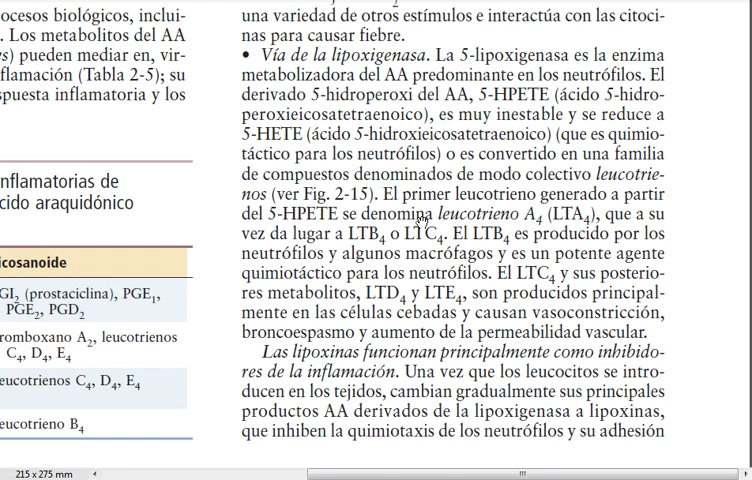 ocesos biológicos, inclui-
. Los metabolitos del AA
es) pueden mediar en, vir-
flamación (Tabla 2-5); su
spuesta inflamatoria y los
nflamatorias de
cido araquidónico
icosanoide
GI2 (prostaciclina), PGE1,
PGE2, PGD2
romboxano A2, leucotrienos
C4, D4, E4
eucotrienos C4, D4, E4
eucotrieno B4
una variedad de otros estímulos e interactúa con las citoci-
nas para causar fiebre.
• Vía de la lipoxigenasa. La 5-lipoxigenasa es la enzima
metabolizadora del AA predominante en los neutrófilos. El
derivado 5-hidroperoxi del AA, 5-HPETE (ácido 5-hidro-
peroxieicosatetraenoico), es muy inestable y se reduce a
5-HETE (ácido 5-hidroxieicosatetraenoico) (que es quimio-
táctico para los neutrófilos) o es convertido en una familia
de compuestos denominados de modo colectivo leucotrie-
nos (ver Fig. 2-15). El primer leucotrieno generado a partir
del 5-HPETE se denomina leucotrieno A4 (LTA4), que a su
vez da lugar a LTB4 o LTC4. El LTB4 es producido por los
neutrófilos y algunos macrófagos y es un potente agente
quimiotáctico para los neutrófilos. El LTC4 y sus posterio-
res metabolitos, LTD4 y LTE4, son producidos principal-
mente en las células cebadas y causan vasoconstricción,
broncoespasmo y aumento de la permeabilidad vascular.
Las lipoxinas funcionan principalmente como inhibido-
res de la inflamación. Una vez que los leucocitos se intro-
ducen en los tejidos, cambian gradualmente sus principales
productos AA derivados de la lipoxigenasa a lipoxinas,
que inhiben la quimiotaxis de los neutrófilos y su adhesión
215 x 275 mm